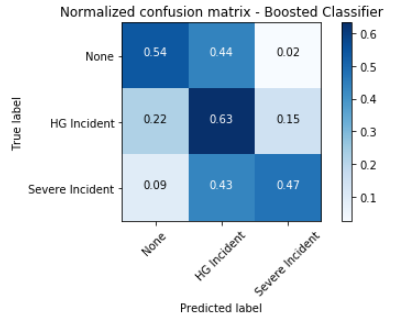 Normalized confusion matrix - Boosted Classifier
True label
None
0.54 0.44 0.02
HG Incident
0.22 0.63 0.15
Severe Incident
0.09 0.43 0.47
None
HG Incident
Severe Incident
Predicted label
0.6
0.5
0.4
0.3
0.2
0.1